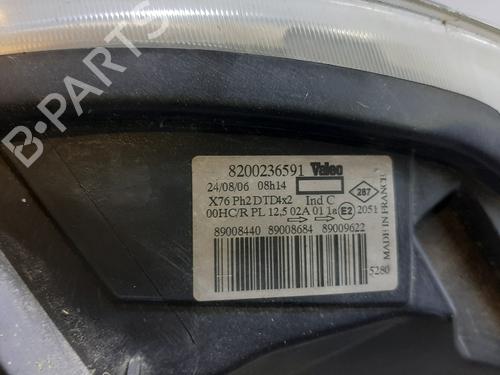 B-PARTS
8200236591 Valeo
24/08/06 08h14 287
X76 Ph2 DTD4x2 Ind C
00HC/R PL 12,5 02A 01 1a E2 2051
89008440 89008684 89009622
5280
MADE IN FRANCE